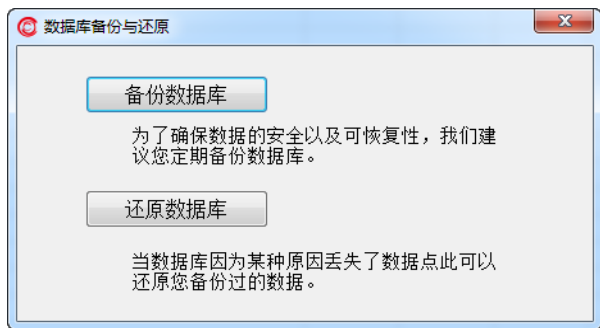 数据库备份与还原
备份数据库
为了确保数据的安全以及可恢复性，我们建
议您定期备份数据库。
还原数据库
当数据库因为某种原因丢失了数据点此可以
还原您备份过的数据。